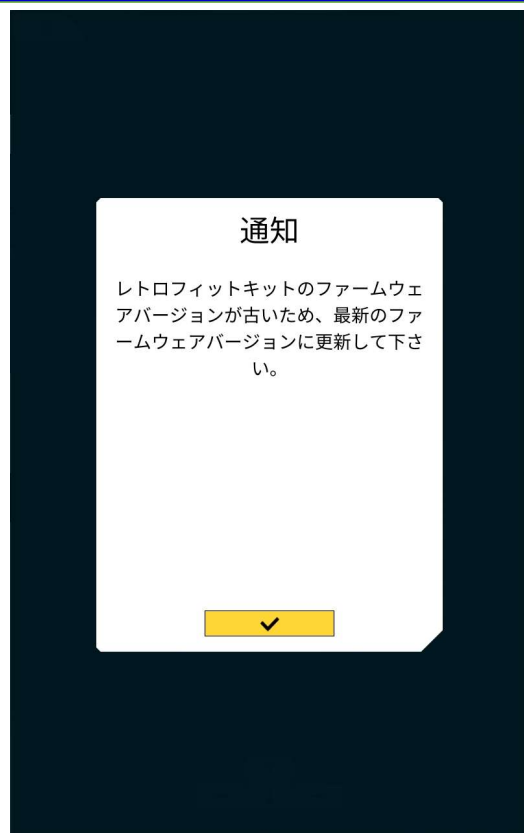 通知
レトロフィットキットのファームウェ
アバージョンが古いため、最新のファ
ームウェアバージョンに更新して下さ
い。